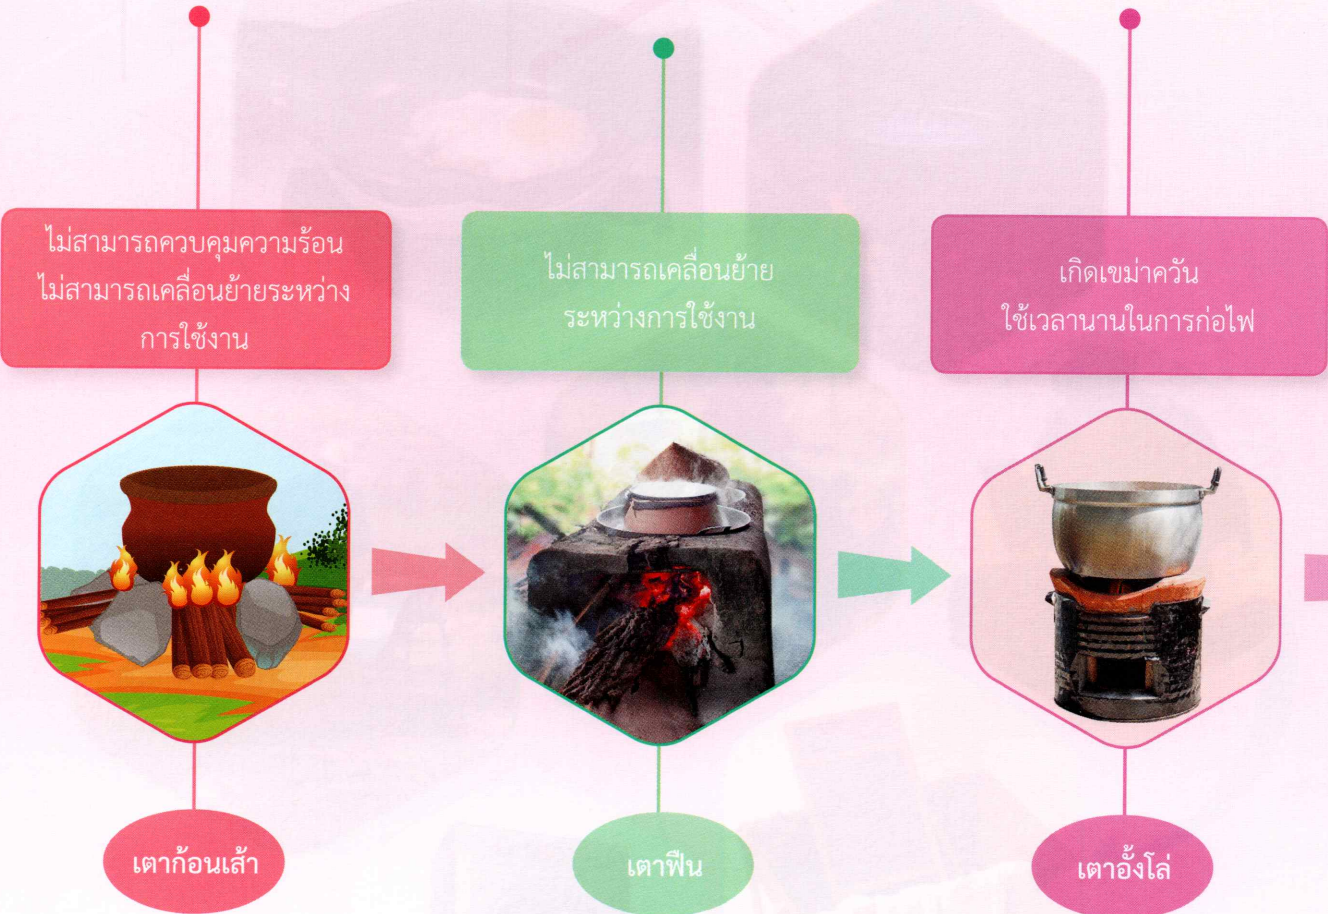 ไม่สามารถควบคุมความร้อน
ไม่สามารถเคลื่อนย้ายระหว่าง
การใช้งาน
ไม่สามารถเคลื่อนย้าย
ระหว่างการใช้งาน
เกิดเขม่าควัน
ใช้เวลานานในการก่อไฟ
เตาก้อนเส้า
เตาฟืน
เตาอั้งโล่